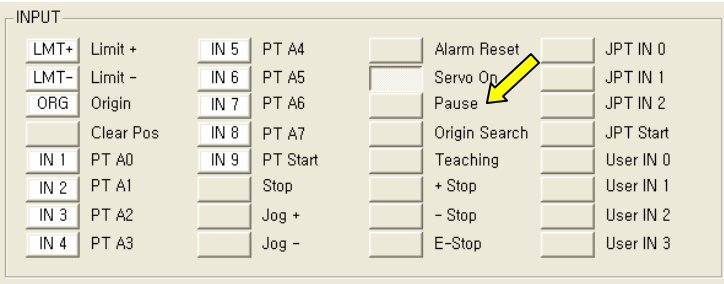 INPUT
LMT+ Limit + IN 5 PT A4 Alarm Reset JPT IN 0
LMT- Limit - IN 6 PT A5 Servo On JPT IN 1
ORG Origin IN 7 PT A6 Pause JPT IN 2
Clear Pos IN 8 PT A7 Origin Search JPT Start
IN 1 PT A0 IN 9 PT Start Teaching User IN 0
IN 2 PT A1 Stop + Stop User IN 1
IN 3 PT A2 Jog + - Stop User IN 2
IN 4 PT A3 Jog - E-Stop User IN 3